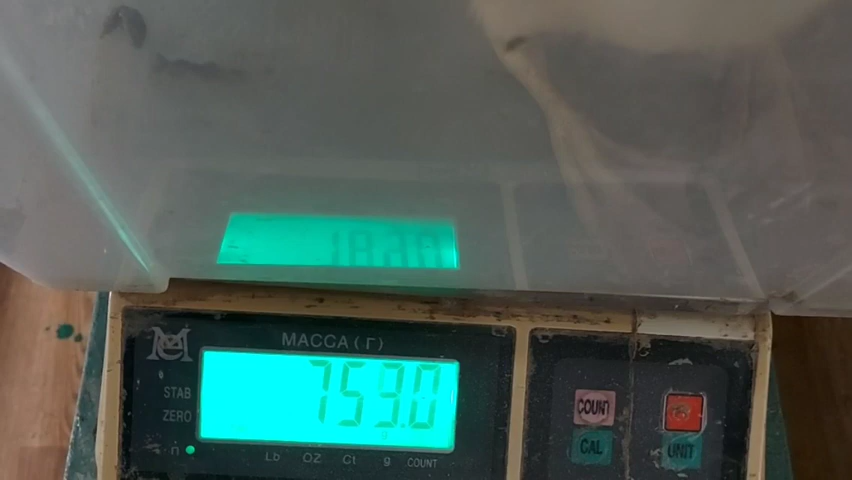 МАССА (Г)
STAB
ZERO
759.0
n
Lb OZ Ct g COUNT
COUNT
CAL
UNIT